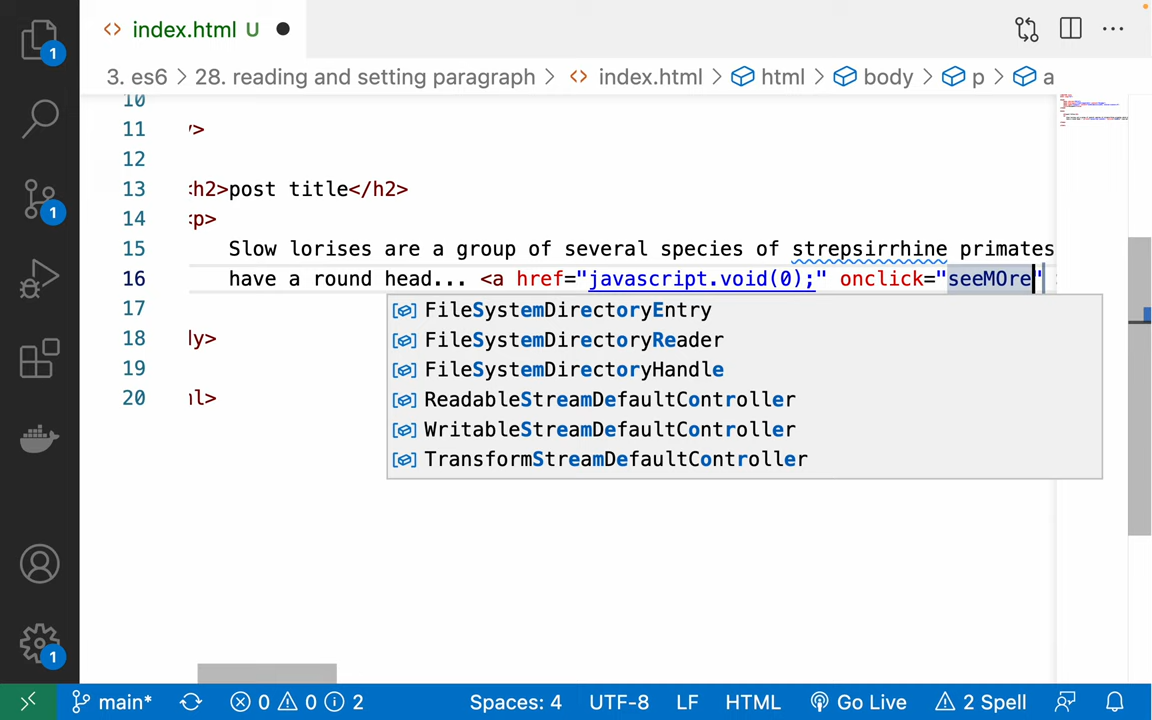 index.html U
3. es6 > 28. reading and setting paragraph > index.html > html > body > p > a
10
11 y>
12
13 <h2>post title</h2>
14 <p>
15 Slow lorises are a group of several species of strepsirrhine primates
16 have a round head... <a href="javascript.void(0);" onclick="seeMOre"
17
18 dy>
19
20 ml>
FileSystemDirectoryEntry
FileSystemDirectoryReader
FileSystemDirectoryHandle
ReadableStreamDefaultController
WritableStreamDefaultController
TransformStreamDefaultController
1
1
1
main* 0 0 2 Spaces: 4 UTF-8 LF HTML Go Live 2 Spell